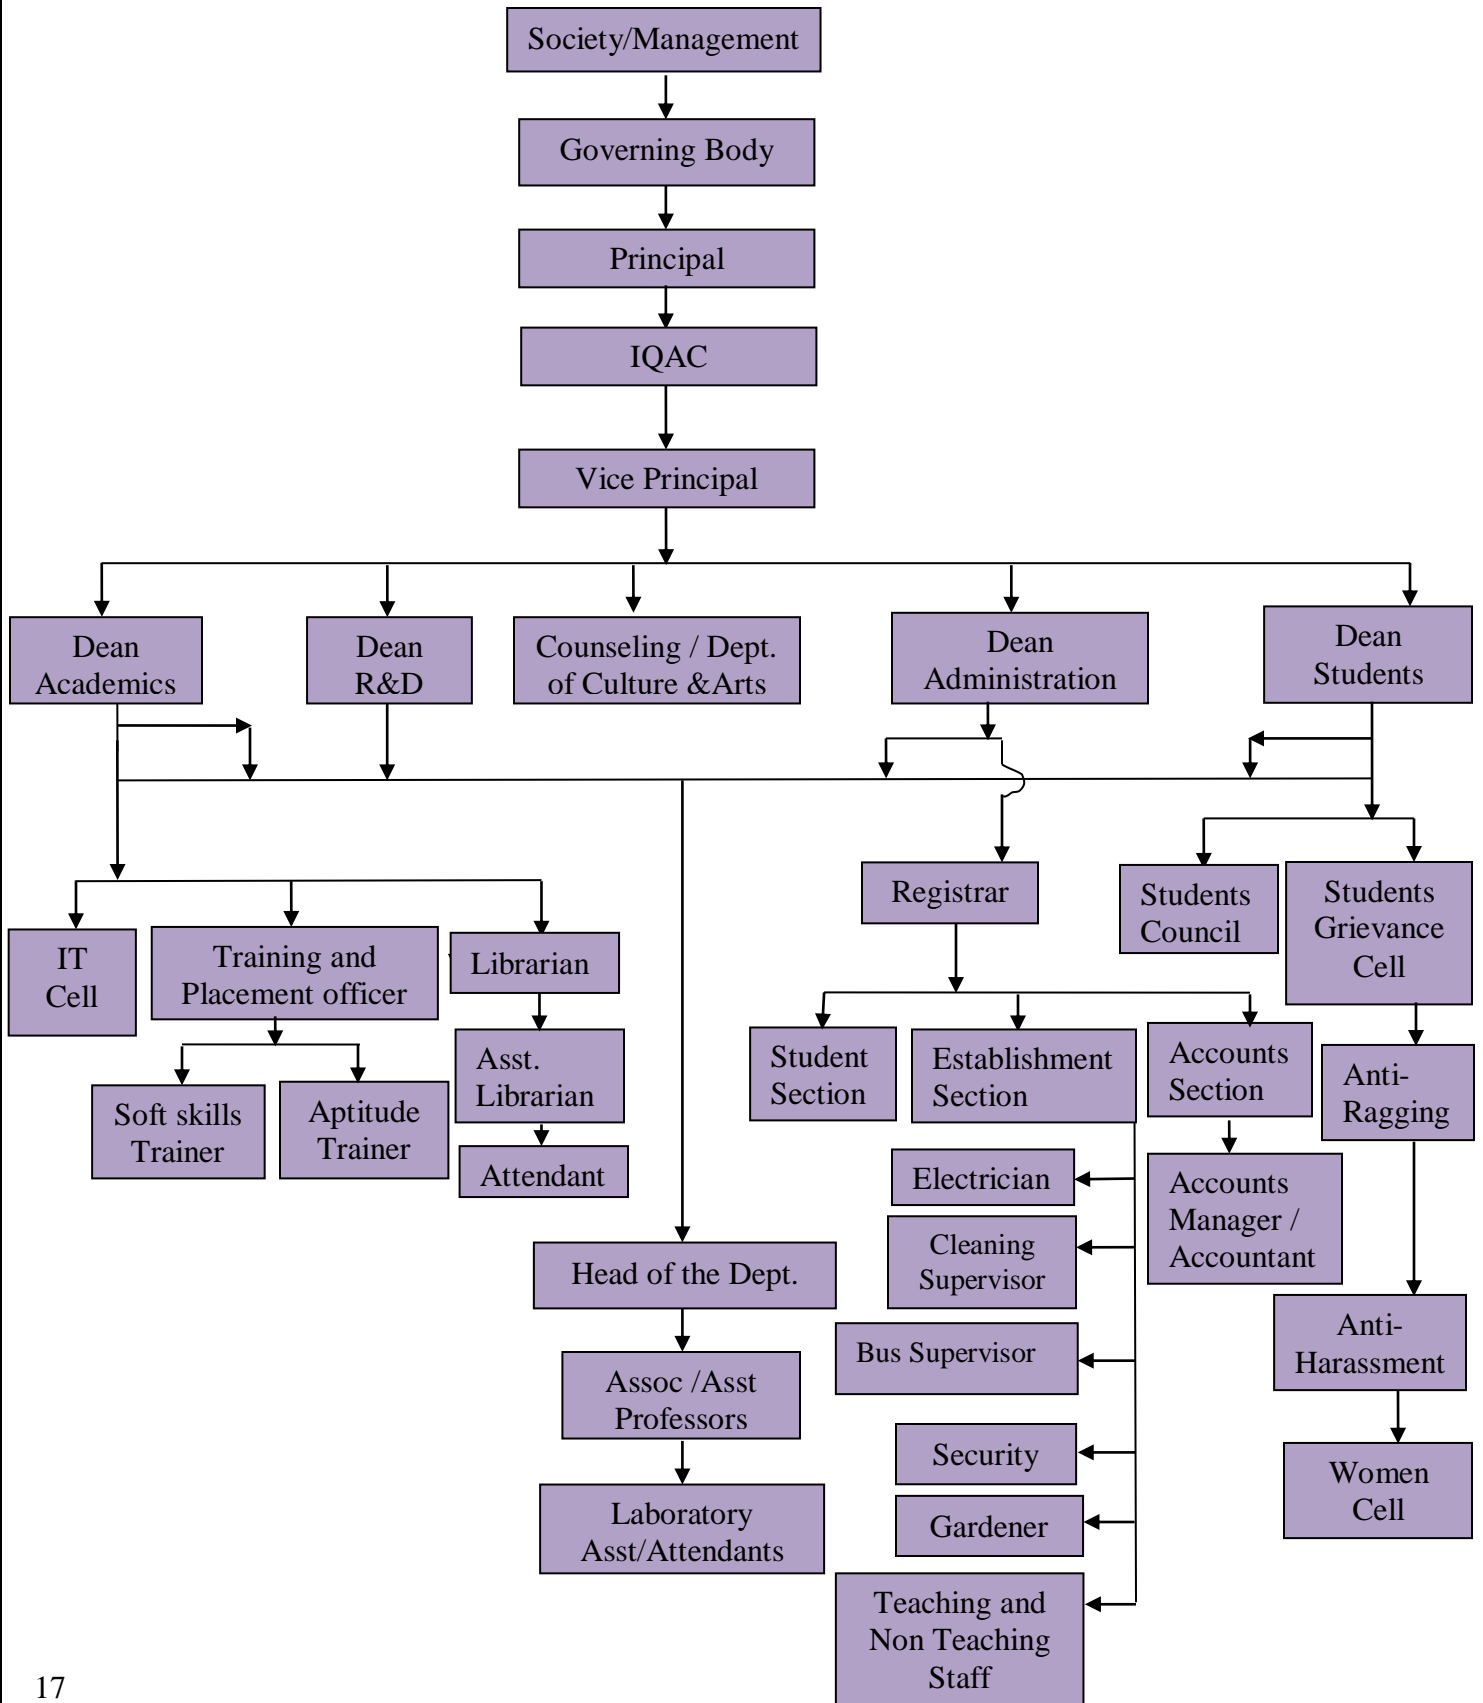 Society/Management
Governing Body
Principal
IQAC
Vice Principal
Dean
Academics
Dean
R&D
Counseling / Dept.
of Culture &Arts
Dean
Administration
Dean
Students
IT
Cell
Training and
Placement officer
Librarian
Registrar
Students
Council
Students
Grievance
Cell
Soft skills
Trainer
Aptitude
Trainer
Asst.
Librarian
Attendant
Student
Section
Establishment
Section
Accounts
Section
Anti-
Ragging
Electrician
Cleaning
Supervisor
Accounts
Manager /
Accountant
Head of the Dept.
Bus Supervisor
Anti-
Harassment
Assoc /Asst
Professors
Security
Women
Cell
Laboratory
Asst/Attendants
Gardener
Teaching and
Non Teaching
Staff
17